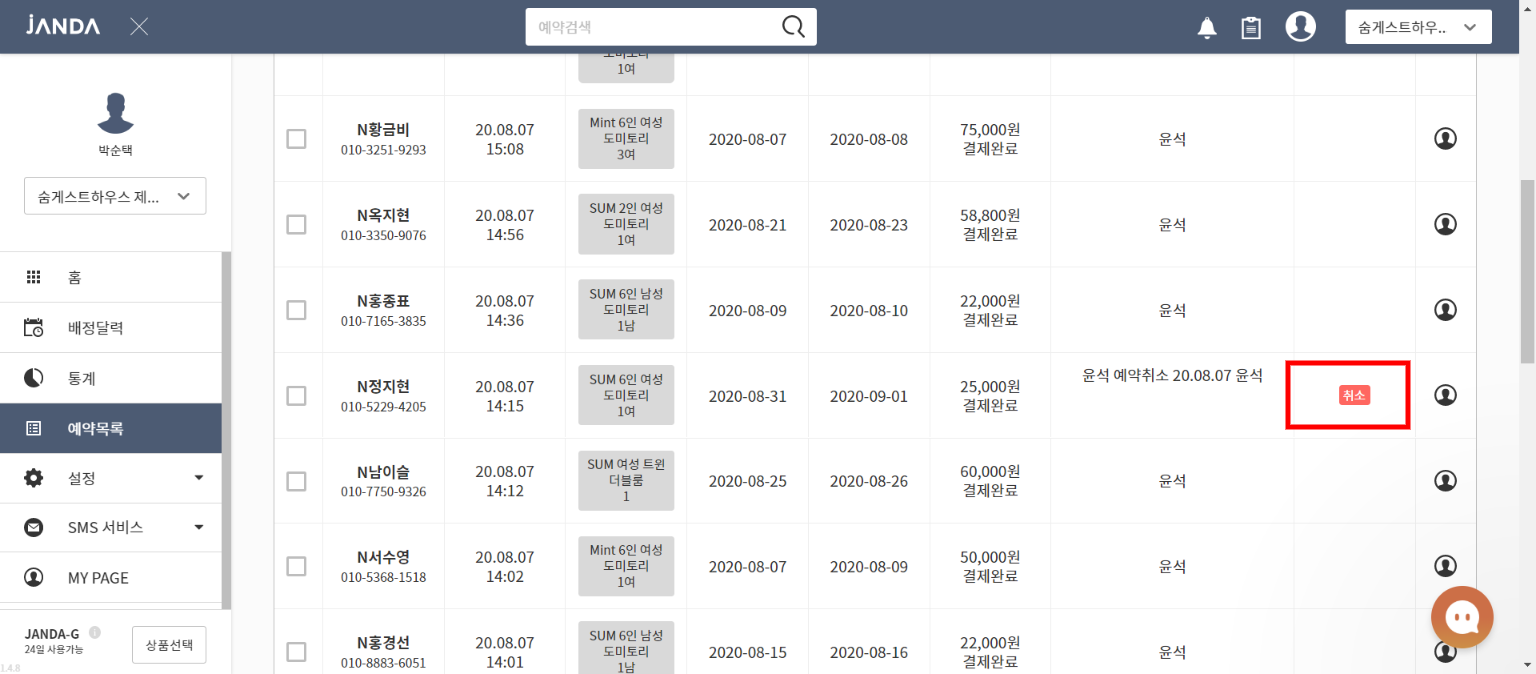 JANDA
예약검색
숨게스트하우..
박순택
숨게스트하우스 제...
홈
배정달력
통계
예약목록
설정
SMS 서비스
MY PAGE
JANDA-G
24일 사용가능
상품선택
1.4.8
도미토리
1여
N황금비
010-3251-9293
20.08.07
15:08
Mint 6인 여성
도미토리
3여
2020-08-07
2020-08-08
75,000원
결제완료
윤석
N옥지현
010-3350-9076
20.08.07
14:56
SUM 2인 여성
도미토리
1여
2020-08-21
2020-08-23
58,800원
결제완료
윤석
N홍종표
010-7165-3835
20.08.07
14:36
SUM 6인 남성
도미토리
1남
2020-08-09
2020-08-10
22,000원
결제완료
윤석
N정지현
010-5229-4205
20.08.07
14:15
SUM 6인 여성
도미토리
1여
2020-08-31
2020-09-01
25,000원
결제완료
윤석 예약취소 20.08.07 윤석
취소
N남이슬
010-7750-9326
20.08.07
14:12
SUM 여성 트윈
더블룸
1
2020-08-25
2020-08-26
60,000원
결제완료
윤석
N서수영
010-5368-1518
20.08.07
14:02
Mint 6인 여성
도미토리
1여
2020-08-07
2020-08-09
50,000원
결제완료
윤석
N홍경선
010-8883-6051
20.08.07
14:01
SUM 6인 남성
도미토리
1남
2020-08-15
2020-08-16
22,000원
결제완료
윤석